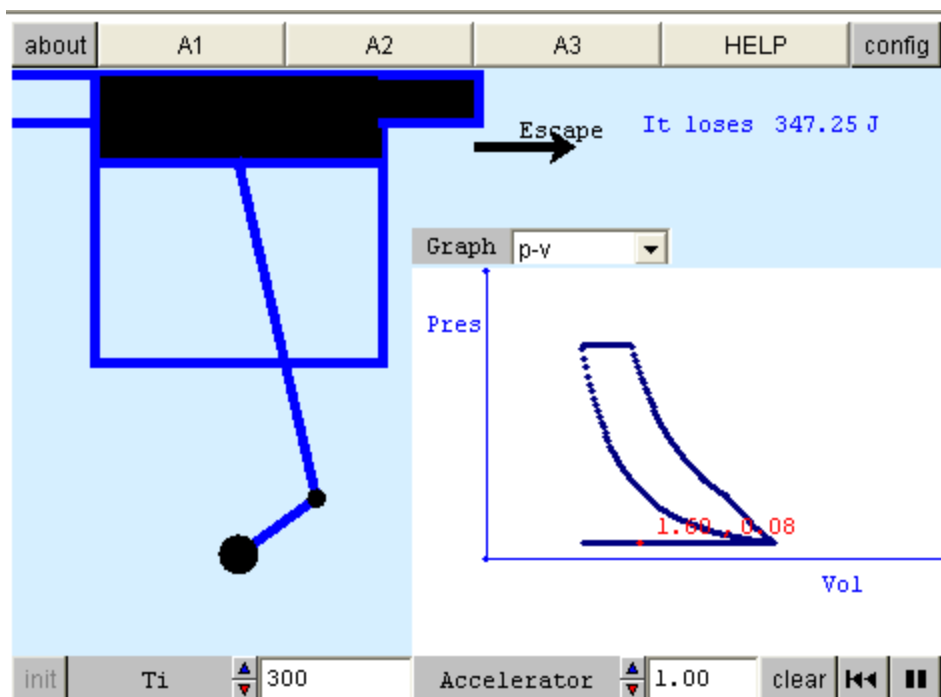 about A1 A2 A3 HELP config
Escape It loses 347.25 J
Graph p-v
Pres
1.60 , 0.08
Vol
init Ti 300 Accelerator 1.00 clear